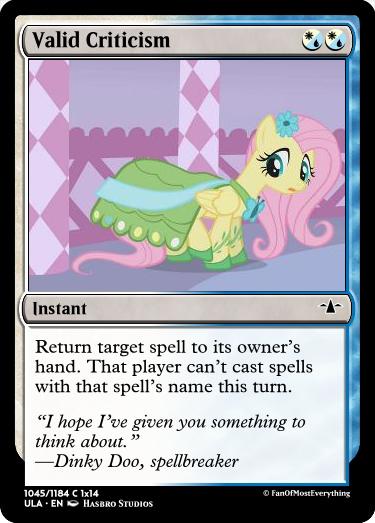 Valid Criticism
Instant
Return target spell to its owner's
hand. That player can't cast spells
with that spell's name this turn.
“I hope I've given you something to
think about.”
—Dinky Doo, spellbreaker
1045/1184 C 1x14
ULA • EN Hasbro Studios
© FanOfMostEverything